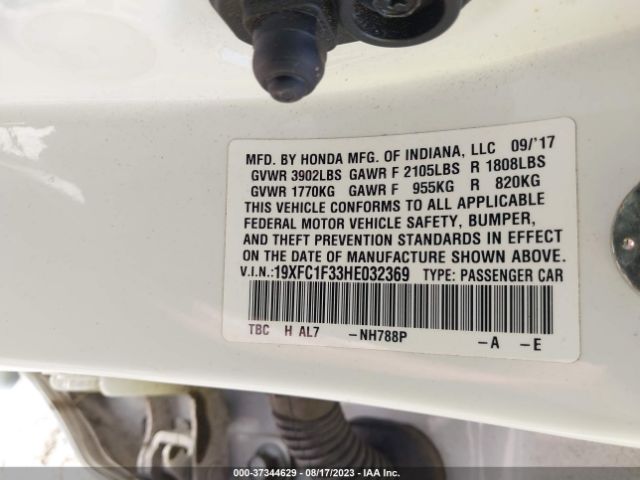 MFD. BY HONDA MFG. OF INDIANA, LLC 09/'17
GVWR 3902LBS GAWR F 2105LBS R 1808LBS
GVWR 1770KG GAWR F 955KG R 820KG
THIS VEHICLE CONFORMS TO ALL APPLICABLE
FEDERAL MOTOR VEHICLE SAFETY, BUMPER,
AND THEFT PREVENTION STANDARDS IN EFFECT
ON THE DATE OF MANUFACTURE SHOWN ABOVE.
V.I.N.:19XFC1F33HE032369 TYPE: PASSENGER CAR
TBC H AL7 -NH788P -A -E
000-37344629 - 08/17/2023 - IAA Inc.